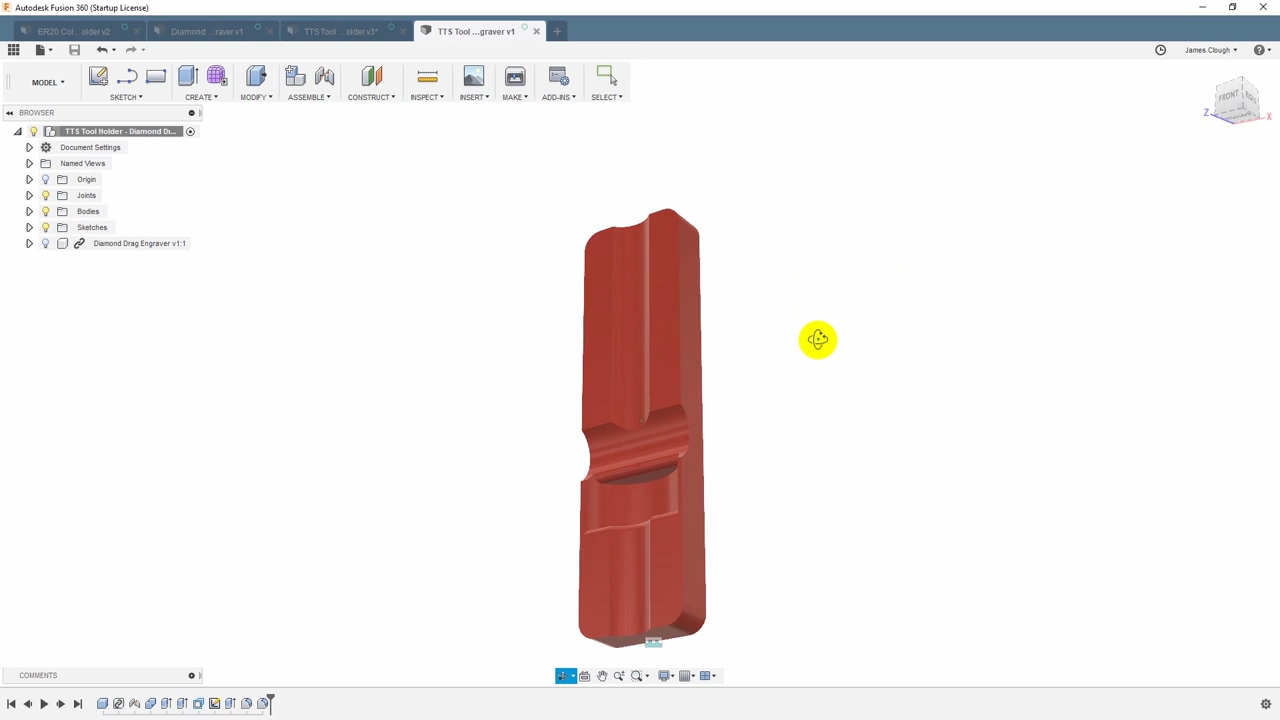 Autodesk Fusion 360 (Startup License)
ER20 Col...older v2
Diamond ...raver v1
TTS Tool ...older v3*
TTS Tool ...graver v1
James Clough
MODEL
SKETCH
CREATE
MODIFY
ASSEMBLE
CONSTRUCT
INSPECT
INSERT
MAKE
ADD-INS
SELECT
FRONT
RIGHT
Z
X
BROWSER
TTS Tool Holder - Diamond Dr...
Document Settings
Named Views
Origin
Joints
Bodies
Sketches
Diamond Drag Engraver v1:1
COMMENTS